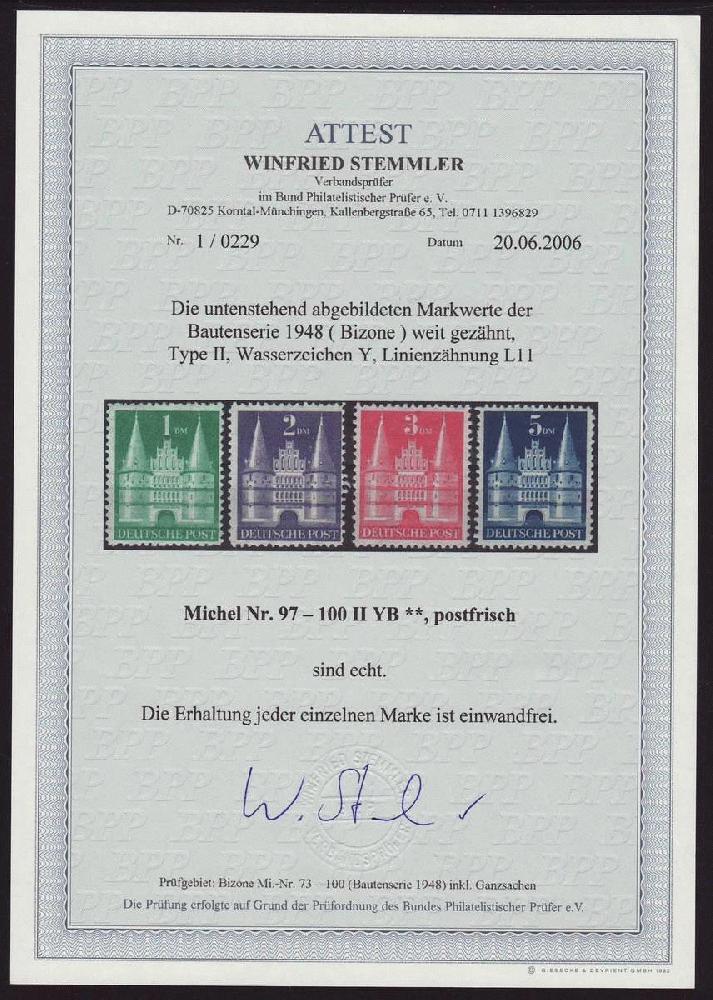 ATTEST
WINFRIED STEMMLER
Verbandsprüfer
im Bund Philatelistischer Prüfer e. V.
D-70825 Korntal-Münchingen, Kallenbergstraße 65, Tel. 0711 1396829
Nr. 1 / 0229 Datum 20.06.2006
Die untenstehend abgebildeten Markwerte der
Bautenserie 1948 ( Bizone ) weit gezähnt,
Type II, Wasserzeichen Y, Linienzähnung L11
1 DM 2 DM 3 DM 5 DM
DEUTSCHE POST DEUTSCHE POST DEUTSCHE POST DEUTSCHE POST
Michel Nr. 97 – 100 II YB **, postfrisch
sind echt.
Die Erhaltung jeder einzelnen Marke ist einwandfrei.
W. St
Prüfgebiet: Bizone Mi.-Nr. 73 – 100 (Bautenserie 1948) inkl. Ganzsachen
Die Prüfung erfolgte auf Grund der Prüfordnung des Bundes Philatelistischer Prüfer e.V.
© GIESECKE & DEVRIENT GMBH